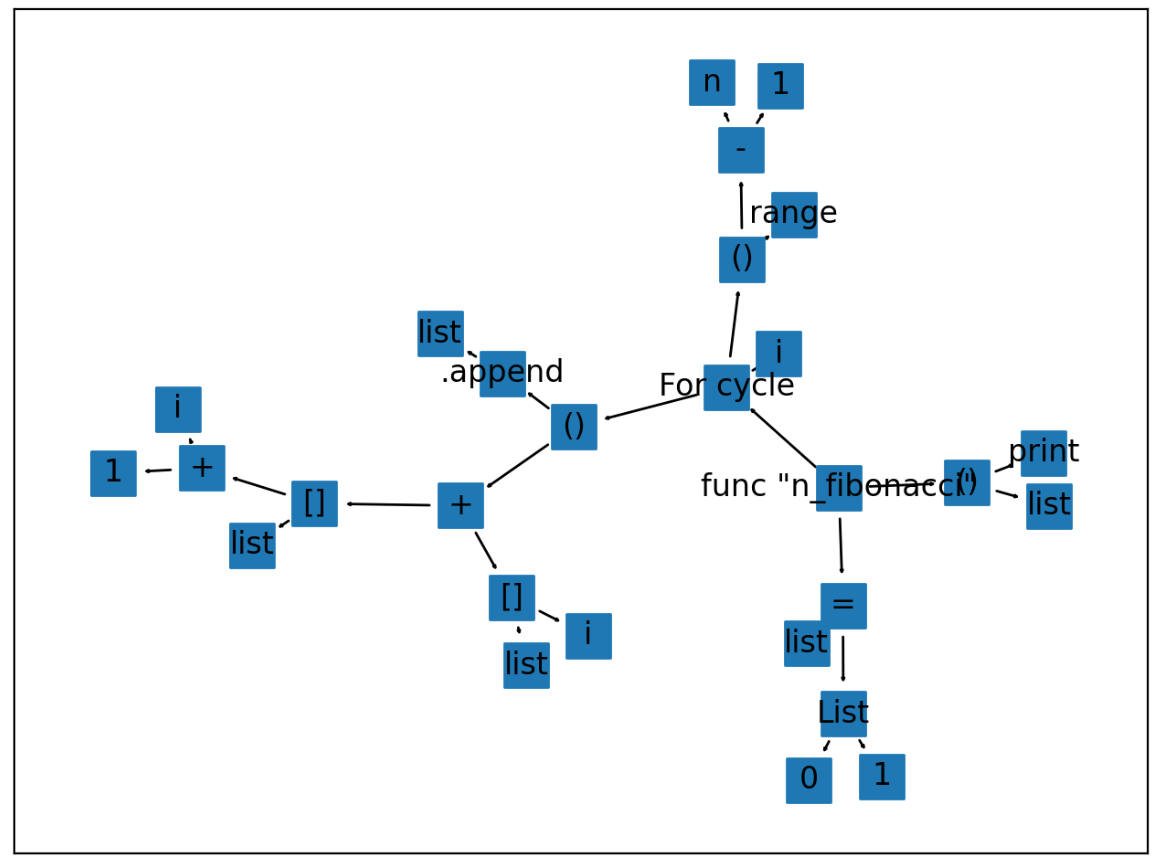 n
1
-
range
()
list
i
.append
For cycle
i
()
print
1
+
func "n_fibonacci"
()
[]
+
list
list
[]
=
i
list
list
List
0
1